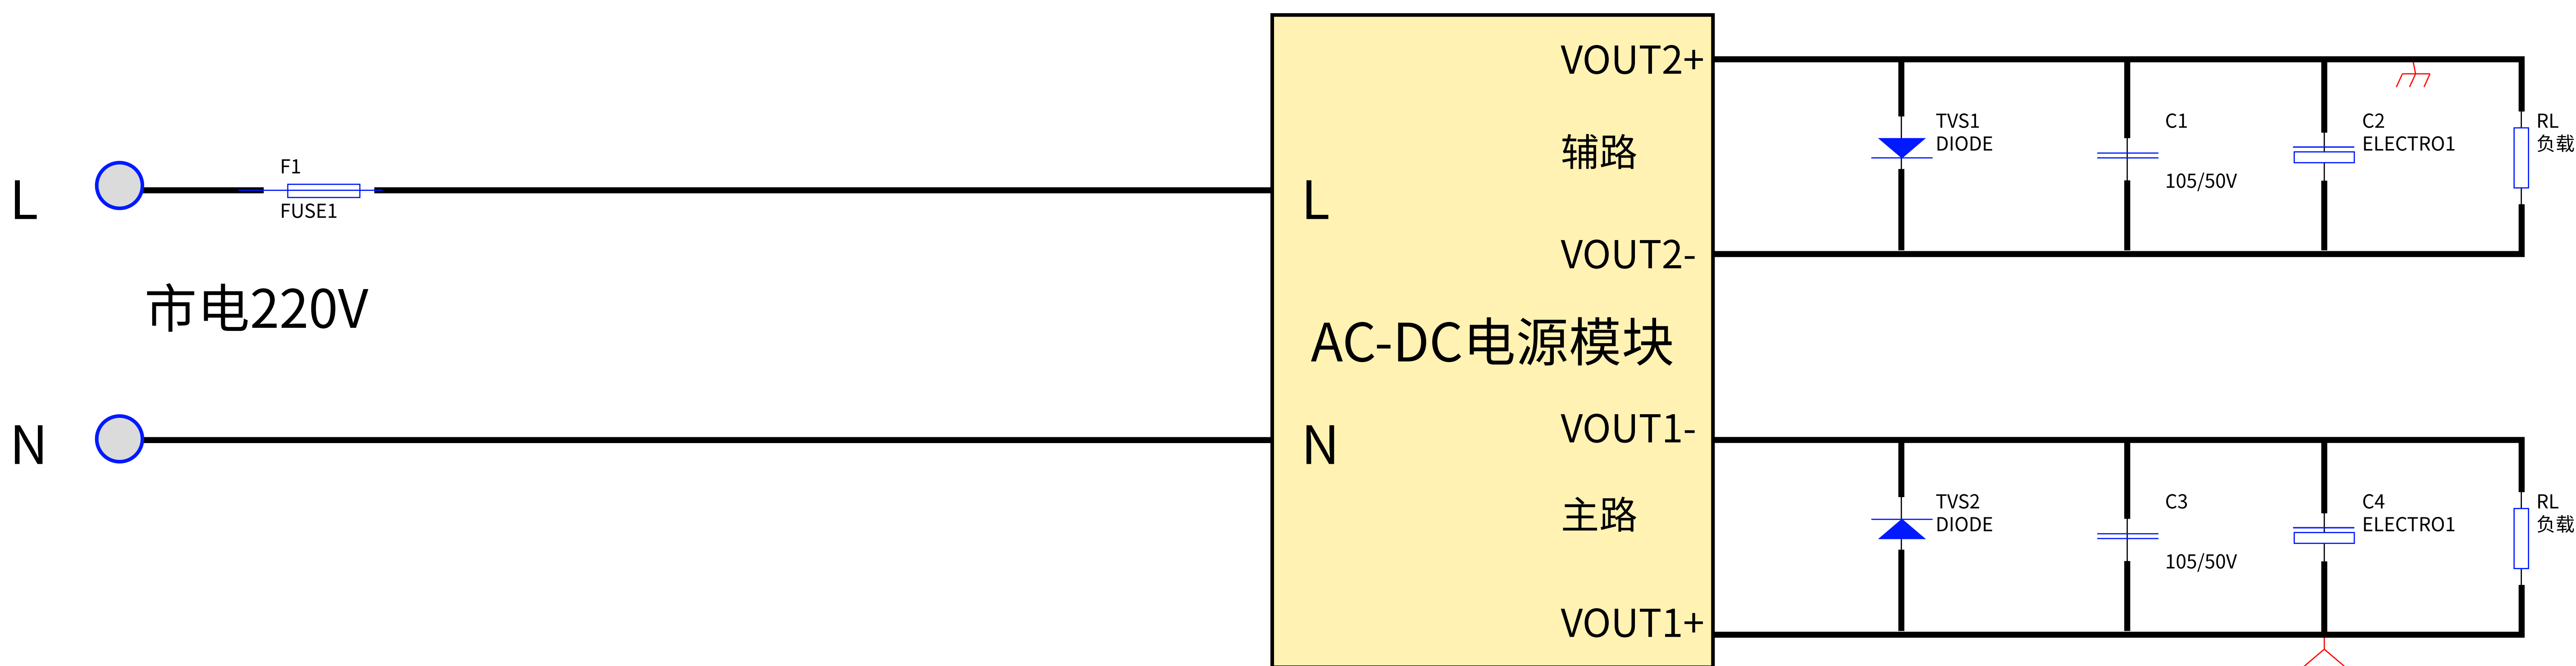 L
F1
FUSE1
市电220V
N
L
N
AC-DC电源模块
VOUT2+
辅路
VOUT2-
VOUT1-
主路
VOUT1+
TVS1
DIODE
C1
105/50V
C2
ELECTRO1
RL
负载
TVS2
DIODE
C3
105/50V
C4
ELECTRO1
RL
负载